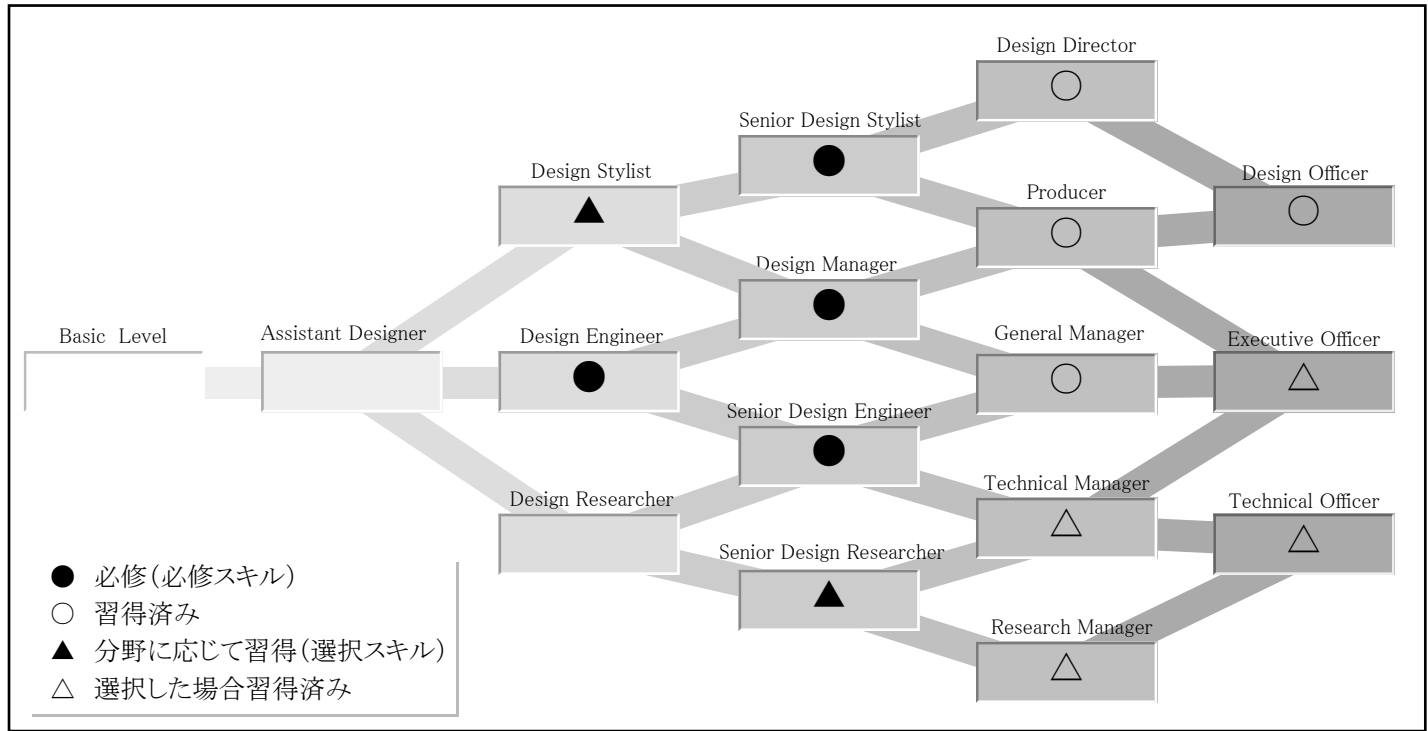 Design Director
○
Senior Design Stylist
●
Design Stylist
▲
Producer
○
Design Officer
○
Design Manager
●
Basic Level
Assistant Designer
Design Engineer
●
General Manager
○
Executive Officer
△
Senior Design Engineer
●
Design Researcher
Technical Manager
△
Technical Officer
△
Senior Design Researcher
▲
Research Manager
△
● 必修(必修スキル)
○ 習得済み
▲ 分野に応じて習得(選択スキル)
△ 選択した場合習得済み